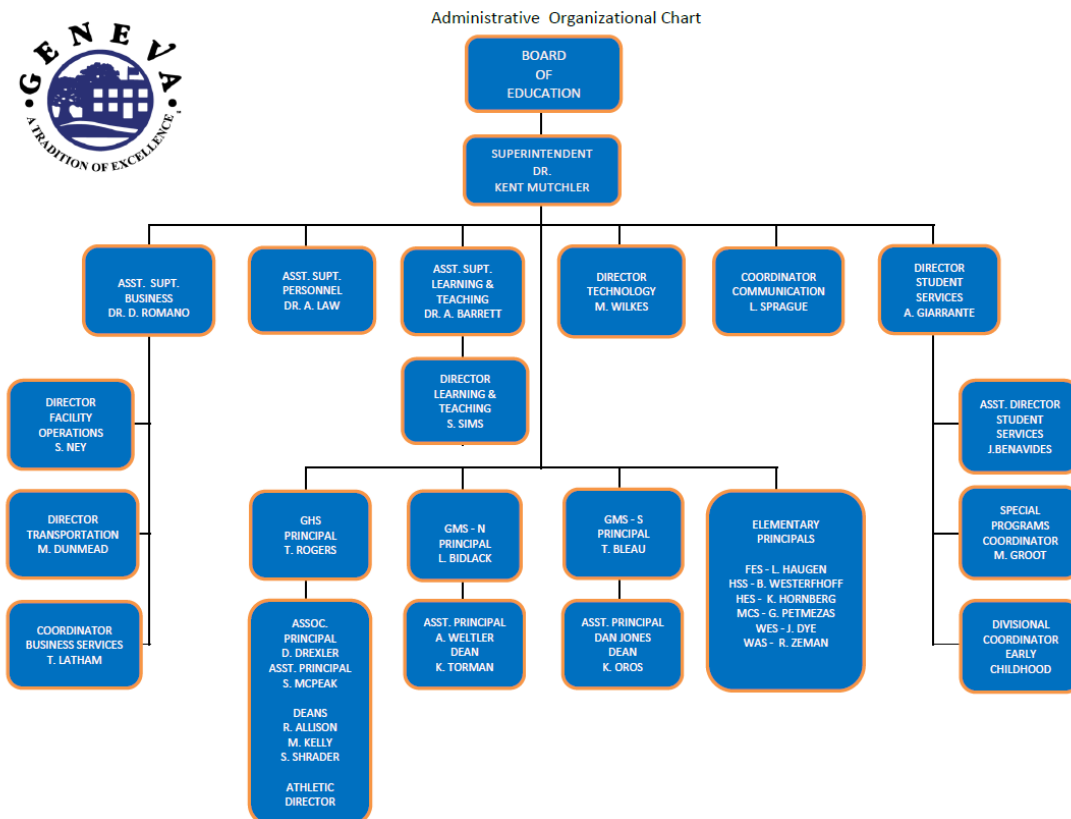 Administrative Organizational Chart
GENEVA
• A TRADITION OF EXCELLENCE •
BOARD
OF
EDUCATION
SUPERINTENDENT
DR.
KENT MUTCHLER
ASST. SUPT.
BUSINESS
DR. D. ROMANO
ASST. SUPT.
PERSONNEL
DR. A. LAW
ASST. SUPT.
LEARNING &
TEACHING
DR. A. BARRETT
DIRECTOR
TECHNOLOGY
M. WILKES
COORDINATOR
COMMUNICATION
L. SPRAGUE
DIRECTOR
STUDENT
SERVICES
A. GIARRANTE
DIRECTOR
LEARNING &
TEACHING
S. SIMS
DIRECTOR
FACILITY
OPERATIONS
S. NEY
DIRECTOR
TRANSPORTATION
M. DUNMEAD
COORDINATOR
BUSINESS SERVICES
T. LATHAM
ASST. DIRECTOR
STUDENT
SERVICES
J.BENAVIDES
SPECIAL
PROGRAMS
COORDINATOR
M. GROOT
DIVISIONAL
COORDINATOR
EARLY
CHILDHOOD
GHS
PRINCIPAL
T. ROGERS
GMS - N
PRINCIPAL
L. BIDLACK
GMS - S
PRINCIPAL
T. BLEAU
ELEMENTARY
PRINCIPALS
FES - L. HAUGEN
HSS - B. WESTERFHOFF
HES - K. HORNBERG
MCS - G. PETMEZAS
WES - J. DYE
WAS - R. ZEMAN
ASSOC.
PRINCIPAL
D. DREXLER
ASST. PRINCIPAL
S. MCPEAK
DEANS
R. ALLISON
M. KELLY
S. SHRADER
ATHLETIC
DIRECTOR
ASST. PRINCIPAL
A. WELTLER
DEAN
K. TORMAN
ASST. PRINCIPAL
DAN JONES
DEAN
K. OROS